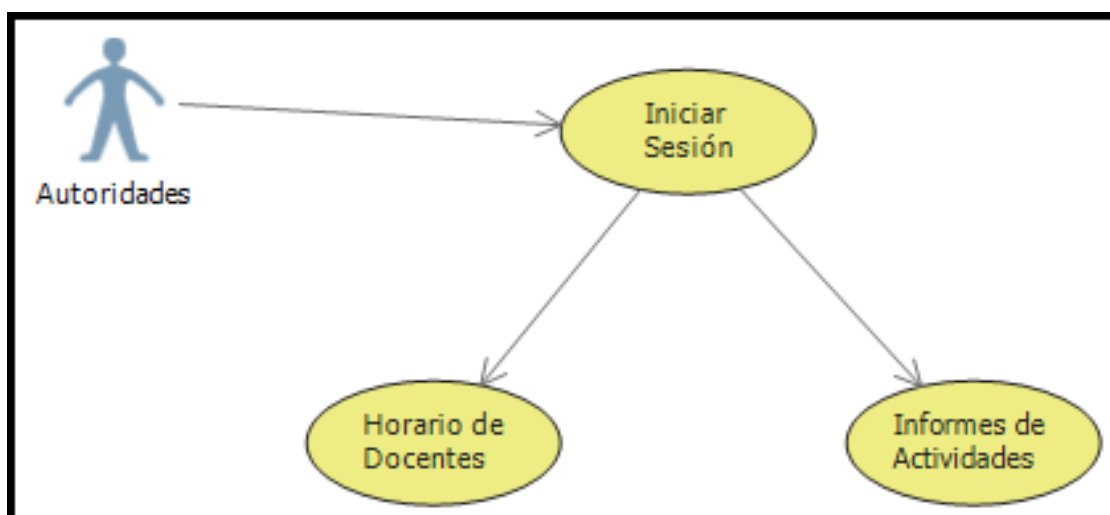 Autoridades
Iniciar
Sesión
Horario de
Docentes
Informes de
Actividades